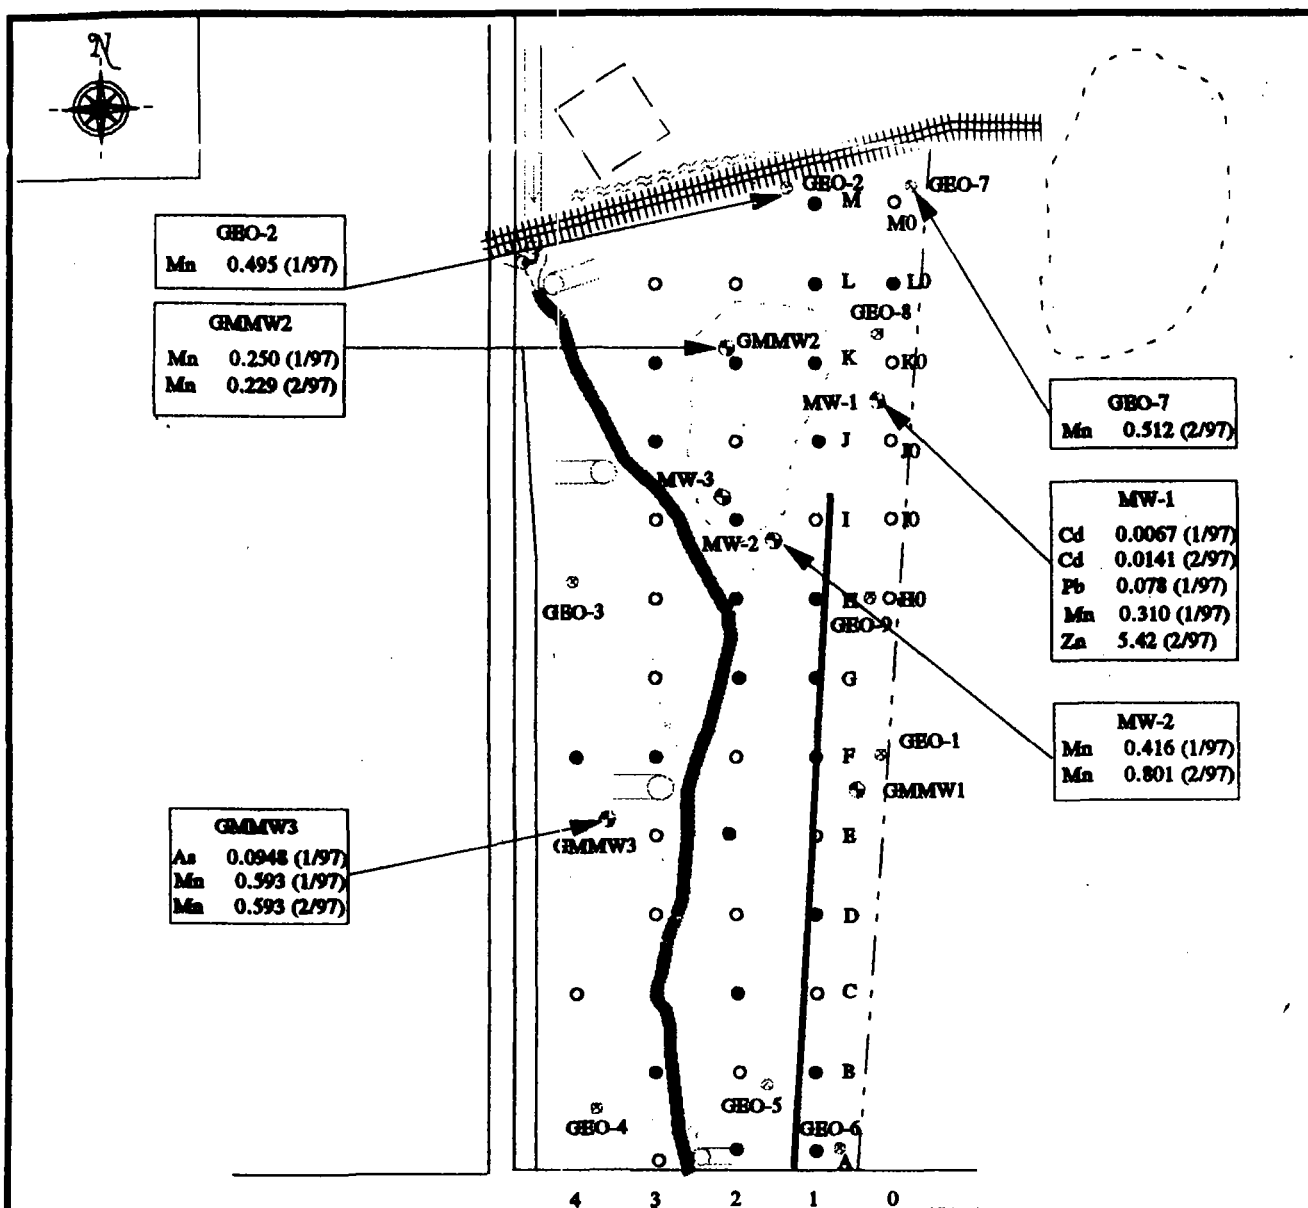 N
GEO-2
GEO-7
M
M0
GEO-2
Mn 0.495 (1/97)
L
L0
GEO-8
GMMW2
Mn 0.250 (1/97)
Mn 0.229 (2/97)
GMMW2
K
K0
MW-1
GEO-7
Mn 0.512 (2/97)
J
J0
MW-3
MW-1
Cd 0.0067 (1/97)
Cd 0.0141 (2/97)
Pb 0.078 (1/97)
Mn 0.310 (1/97)
Zn 5.42 (2/97)
I
I0
MW-2
GEO-3
H
H0
GEO-9
G
MW-2
Mn 0.416 (1/97)
Mn 0.801 (2/97)
F
GEO-1
GMMW1
GMMW3
As 0.0948 (1/97)
Mn 0.593 (1/97)
Mn 0.593 (2/97)
GMMW3
E
D
C
B
GEO-5
GEO-4
GEO-6
A
4 3 2 1 0